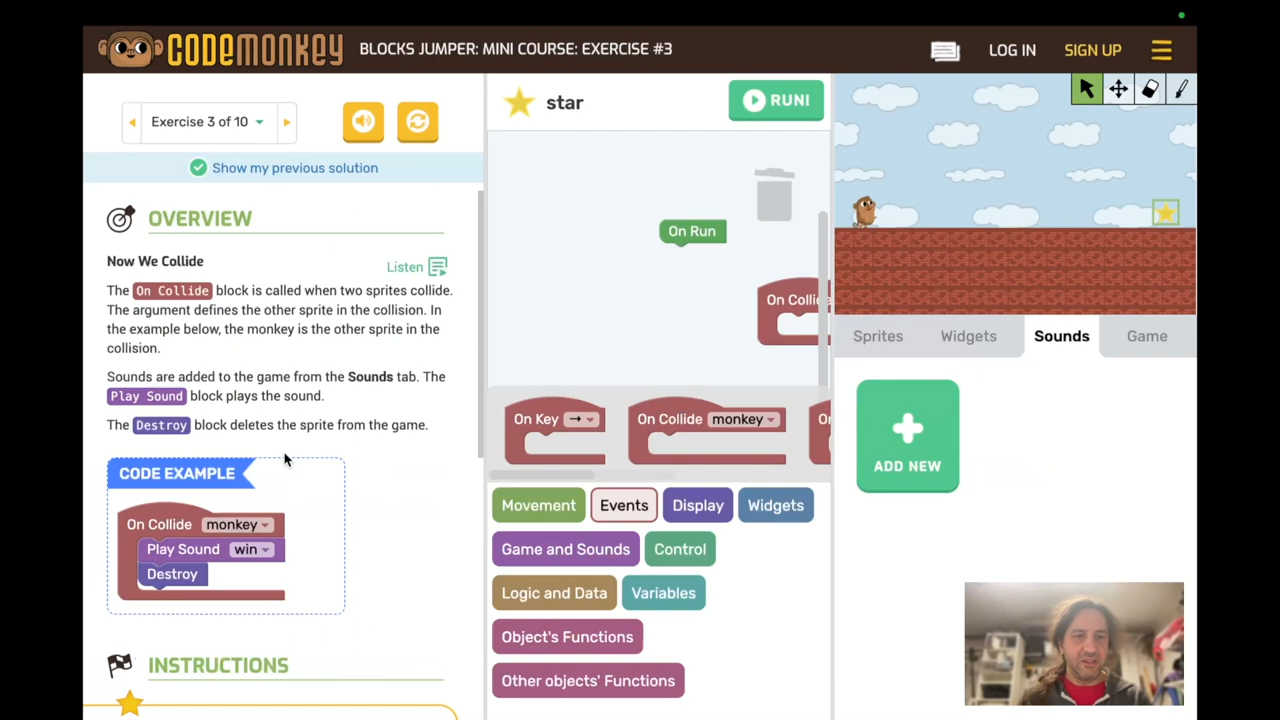 CODEMONKEY
BLOCKS JUMPER: MINI COURSE: EXERCISE #3
LOG IN
SIGN UP
Exercise 3 of 10
Show my previous solution
OVERVIEW
Now We Collide
Listen
The On Collide block is called when two sprites collide.
The argument defines the other sprite in the collision. In
the example below, the monkey is the other sprite in the
collision.
Sounds are added to the game from the Sounds tab. The
Play Sound block plays the sound.
The Destroy block deletes the sprite from the game.
CODE EXAMPLE
On Collide monkey
Play Sound win
Destroy
INSTRUCTIONS
star
RUN!
On Run
On Collide
On Key →
On Collide monkey
Movement
Events
Display
Widgets
Game and Sounds
Control
Logic and Data
Variables
Object's Functions
Other objects' Functions
Sprites
Widgets
Sounds
Game
ADD NEW